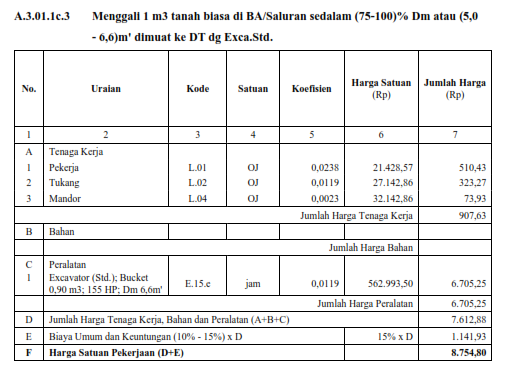 A.3.01.1c.3 Menggali 1 m3 tanah biasa di BA/Saluran sedalam (75-100)% Dm atau (5,0
- 6,6)m' dimuat ke DT dg Exca.Std.
No. Uraian Kode Satuan Koefisien Harga Satuan (Rp) Jumlah Harga (Rp)
1 2 3 4 5 6 7
A Tenaga Kerja
1 Pekerja L.01 OJ 0,0238 21.428,57 510,43
2 Tukang L.02 OJ 0,0119 27.142,86 323,27
3 Mandor L.04 OJ 0,0023 32.142,86 73,93
Jumlah Harga Tenaga Kerja 907,63
B Bahan
Jumlah Harga Bahan
C Peralatan
1 Excavator (Std.); Bucket
0,90 m3; 155 HP; Dm 6,6m' E.15.e jam 0,0119 562.993,50 6.705,25
Jumlah Harga Peralatan 6.705,25
D Jumlah Harga Tenaga Kerja, Bahan dan Peralatan (A+B+C) 7.612,88
E Biaya Umum dan Keuntungan (10% - 15%) x D 15% x D 1.141,93
F Harga Satuan Pekerjaan (D+E) 8.754,80